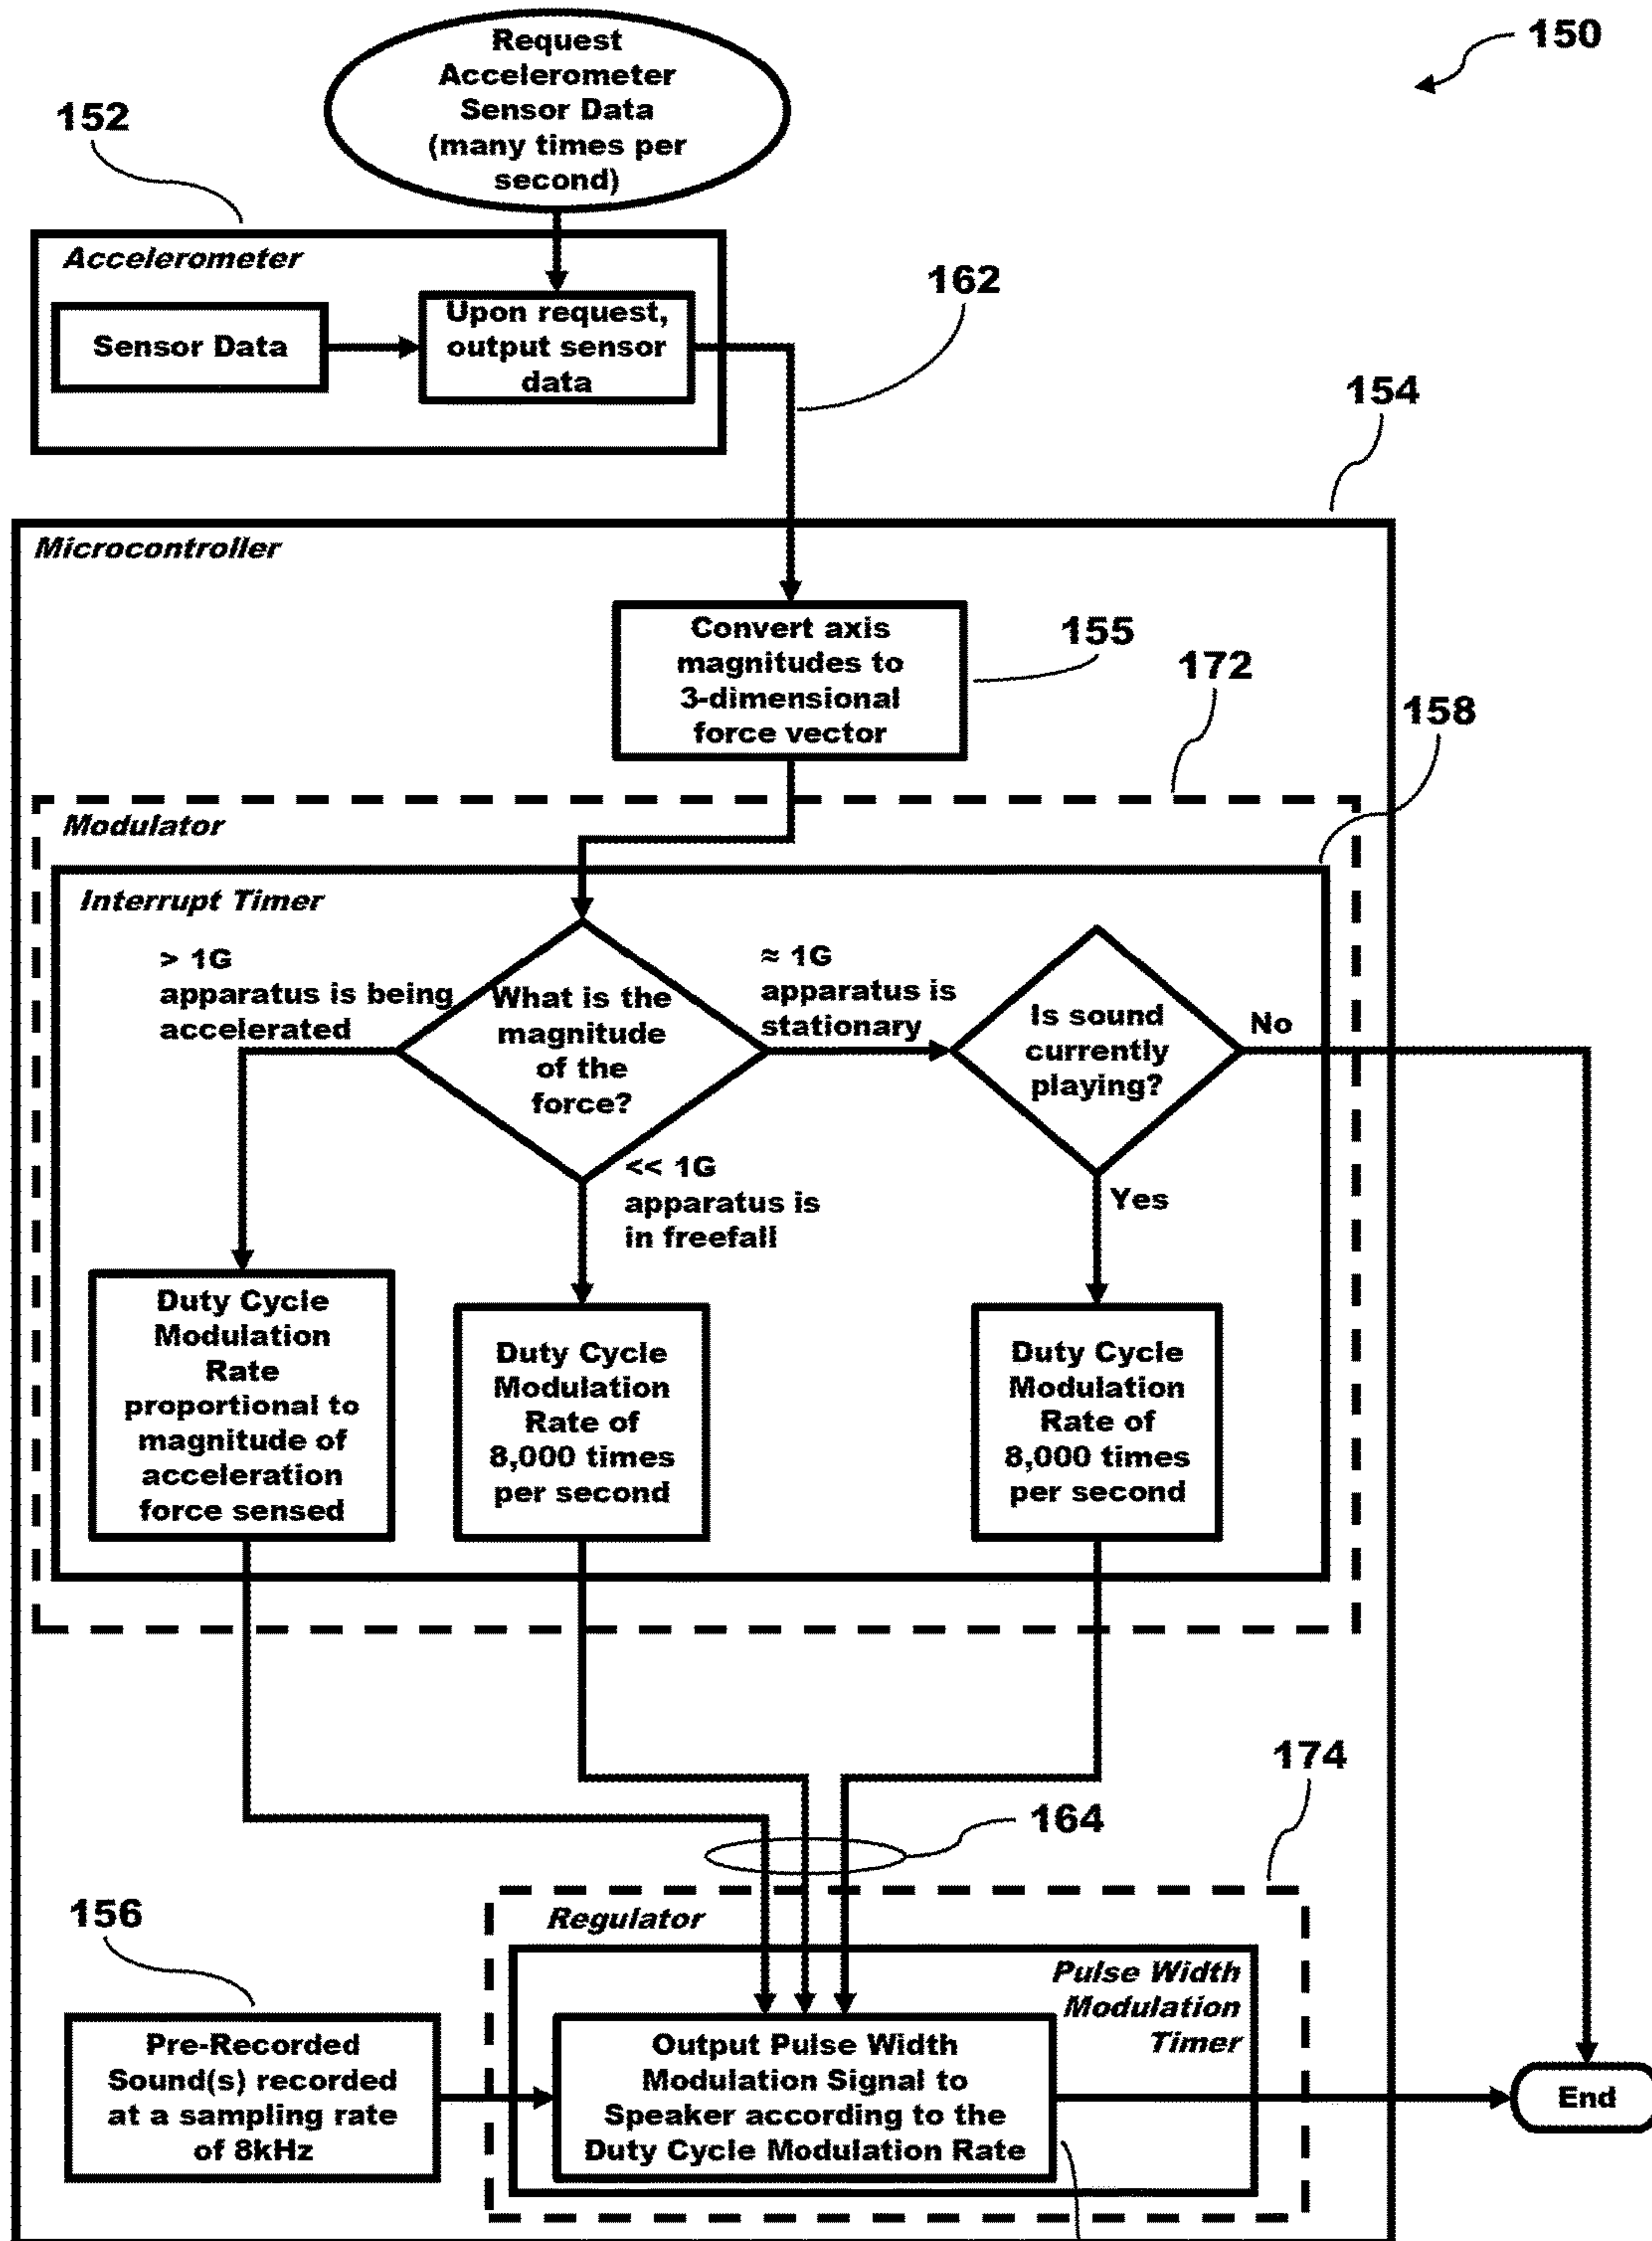 150
Request
Accelerometer
Sensor Data
(many times per
second)
152
Accelerometer
Sensor Data
Upon request,
output sensor
data
162
154
Microcontroller
Convert axis
magnitudes to
3-dimensional
force vector
155
172
158
Modulator
Interrupt Timer
> 1G
apparatus is being
accelerated
What is the
magnitude
of the
force?
≈ 1G
apparatus is
stationary
Is sound
currently
playing?
No
<< 1G
apparatus is
in freefall
Yes
Duty Cycle
Modulation
Rate
proportional to
magnitude of
acceleration
force sensed
Duty Cycle
Modulation
Rate of
8,000 times
per second
Duty Cycle
Modulation
Rate of
8,000 times
per second
164
174
156
Regulator
Pulse Width
Modulation
Timer
Pre-Recorded
Sound(s) recorded
at a sampling rate
of 8kHz
Output Pulse Width
Modulation Signal to
Speaker according to the
Duty Cycle Modulation Rate
End